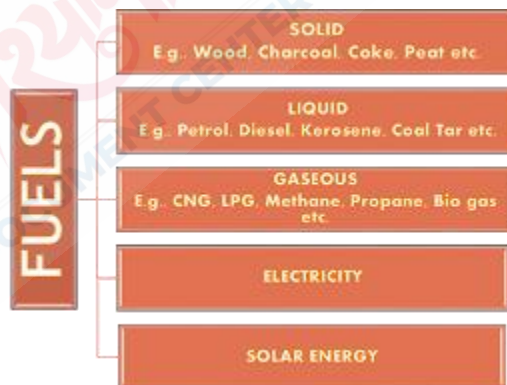 FUELS
SOLID
E.g.. Wood, Charcoal, Coke, Peat etc.
LIQUID
E.g.. Petrol, Diesel, Kerosene, Coal Tar etc.
GASEOUS
E.g.. CNG, LPG, Methane, Propane, Bio gas
etc.
ELECTRICITY
SOLAR ENERGY